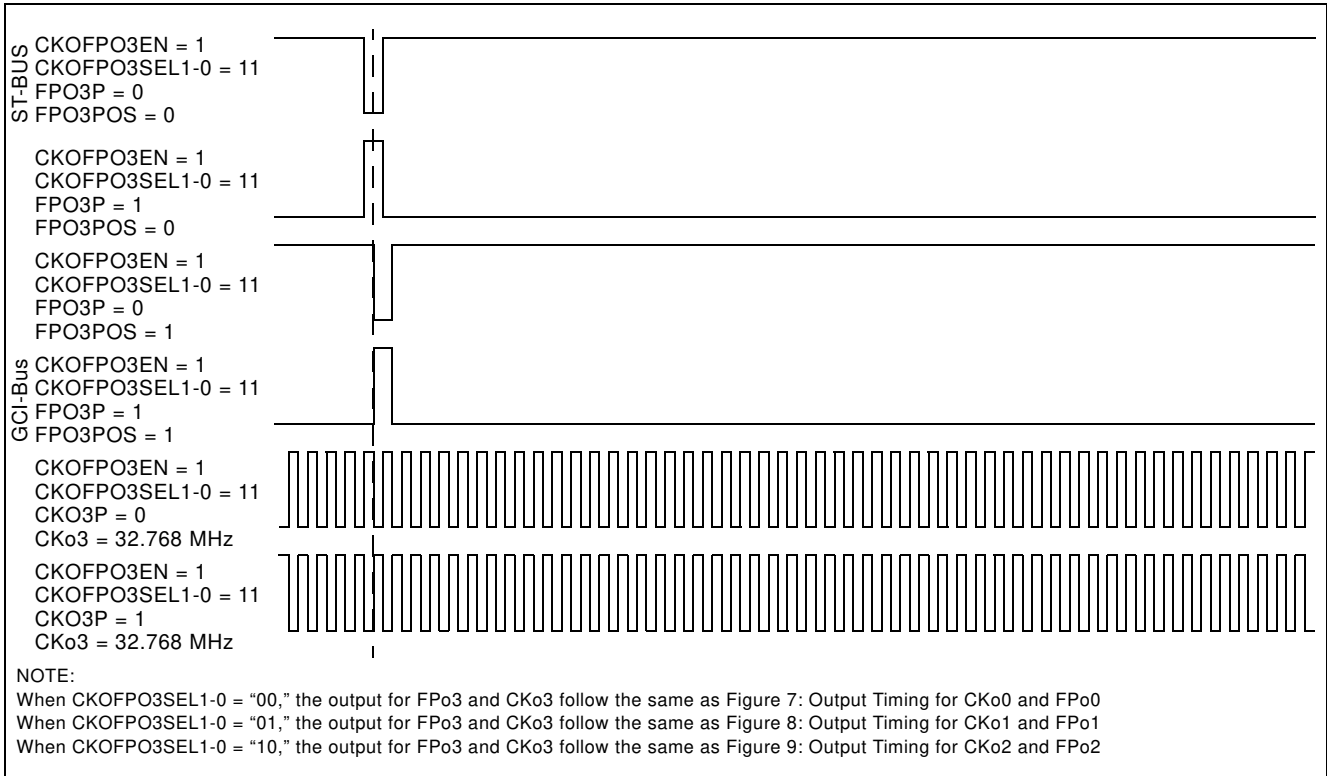 ST-BUS
CKOFPO3EN = 1
CKOFPO3SEL1-0 = 11
FPO3P = 0
FPO3POS = 0
CKOFPO3EN = 1
CKOFPO3SEL1-0 = 11
FPO3P = 1
FPO3POS = 0
CKOFPO3EN = 1
CKOFPO3SEL1-0 = 11
FPO3P = 0
FPO3POS = 1
GCI-Bus
CKOFPO3EN = 1
CKOFPO3SEL1-0 = 11
FPO3P = 1
FPO3POS = 1
CKOFPO3EN = 1
CKOFPO3SEL1-0 = 11
CKO3P = 0
CKo3 = 32.768 MHz
CKOFPO3EN = 1
CKOFPO3SEL1-0 = 11
CKO3P = 1
CKo3 = 32.768 MHz
NOTE:
When CKOFPO3SEL1-0 = “00,” the output for FPo3 and CKo3 follow the same as Figure 7: Output Timing for CKo0 and FPo0
When CKOFPO3SEL1-0 = “01,” the output for FPo3 and CKo3 follow the same as Figure 8: Output Timing for CKo1 and FPo1
When CKOFPO3SEL1-0 = “10,” the output for FPo3 and CKo3 follow the same as Figure 9: Output Timing for CKo2 and FPo2